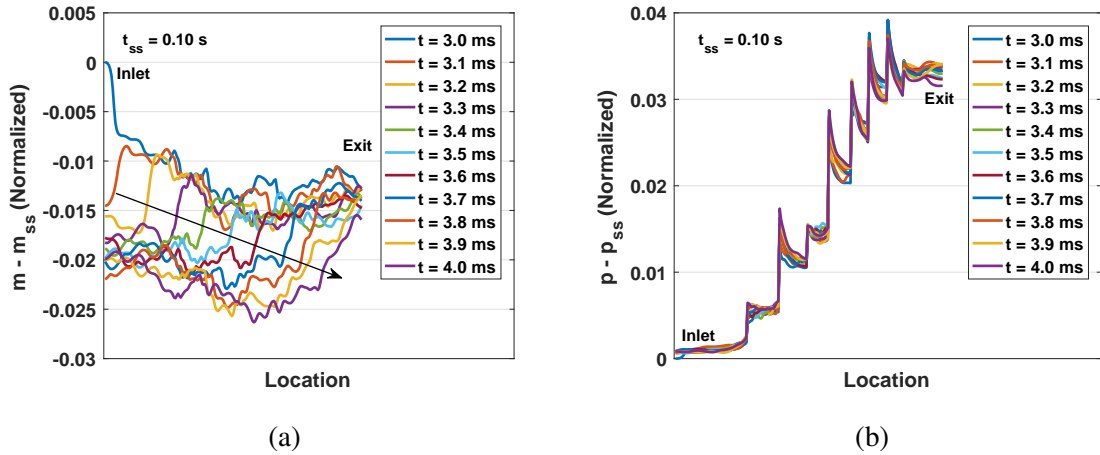 0.005
0
-0.005
-0.01
-0.015
-0.02
-0.025
-0.03
m - m_ss (Normalized)
t_ss = 0.10 s
Inlet
Exit
t = 3.0 ms
t = 3.1 ms
t = 3.2 ms
t = 3.3 ms
t = 3.4 ms
t = 3.5 ms
t = 3.6 ms
t = 3.7 ms
t = 3.8 ms
t = 3.9 ms
t = 4.0 ms
Location
(a)
0.04
0.03
0.02
0.01
0
p - p_ss (Normalized)
t_ss = 0.10 s
Inlet
Exit
t = 3.0 ms
t = 3.1 ms
t = 3.2 ms
t = 3.3 ms
t = 3.4 ms
t = 3.5 ms
t = 3.6 ms
t = 3.7 ms
t = 3.8 ms
t = 3.9 ms
t = 4.0 ms
Location
(b)